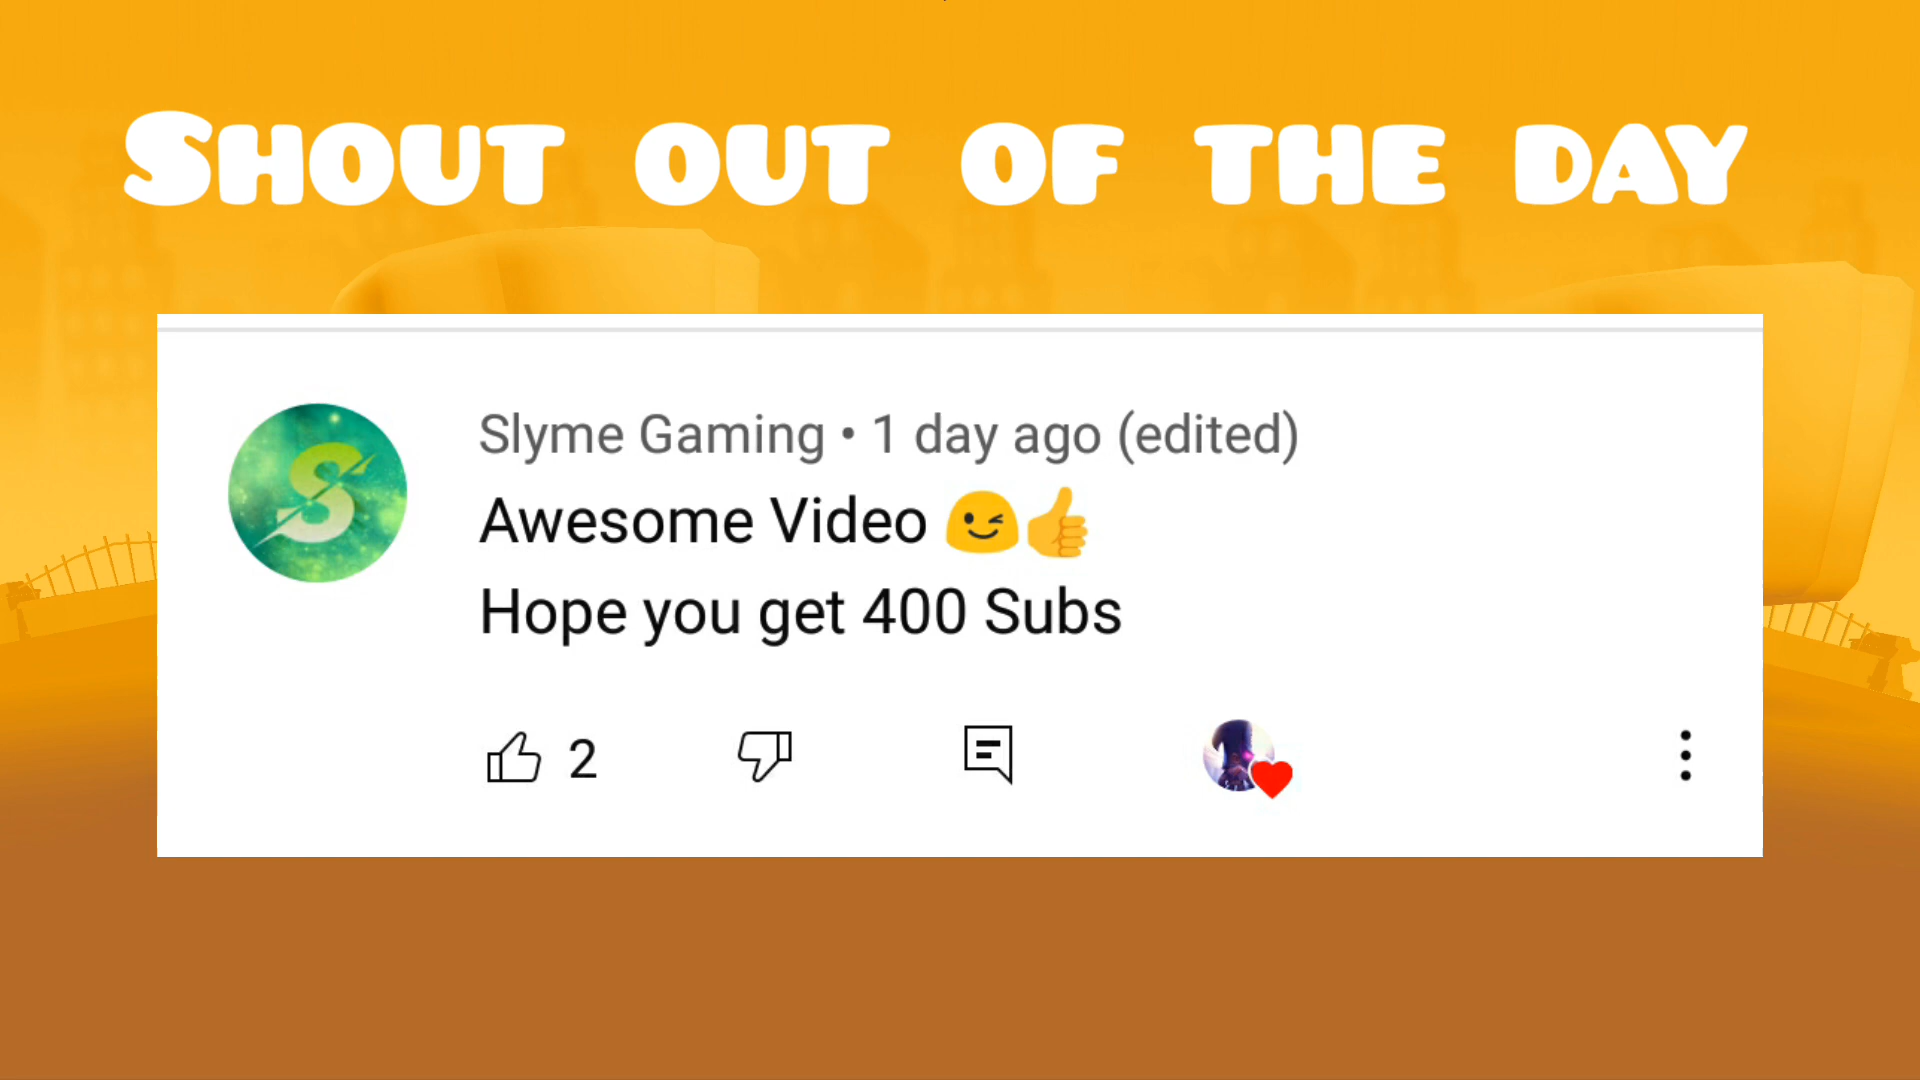 Shout out of the day
Slyme Gaming • 1 day ago (edited)
Awesome Video 😉👍
Hope you get 400 Subs
2